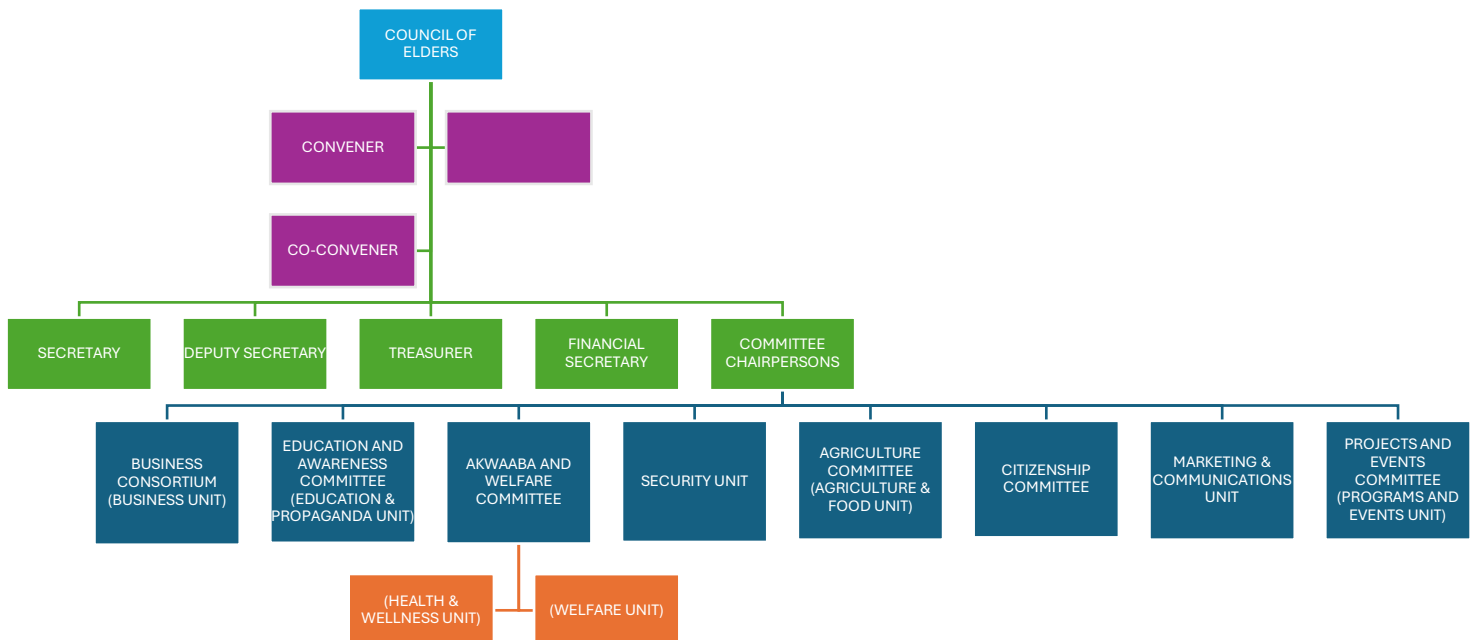 COUNCIL OF
ELDERS
CONVENER
CO-CONVENER
SECRETARY
DEPUTY SECRETARY
TREASURER
FINANCIAL
SECRETARY
COMMITTEE
CHAIRPERSONS
BUSINESS
CONSORTIUM
(BUSINESS UNIT)
EDUCATION AND
AWARENESS
COMMITTEE
(EDUCATION &
PROPAGANDA UNIT)
AKWAABA AND
WELFARE
COMMITTEE
SECURITY UNIT
AGRICULTURE
COMMITTEE
(AGRICULTURE &
FOOD UNIT)
CITIZENSHIP
COMMITTEE
MARKETING &
COMMUNICATIONS
UNIT
PROJECTS AND
EVENTS
COMMITTEE
(PROGRAMS AND
EVENTS UNIT)
(HEALTH &
WELLNESS UNIT)
(WELFARE UNIT)